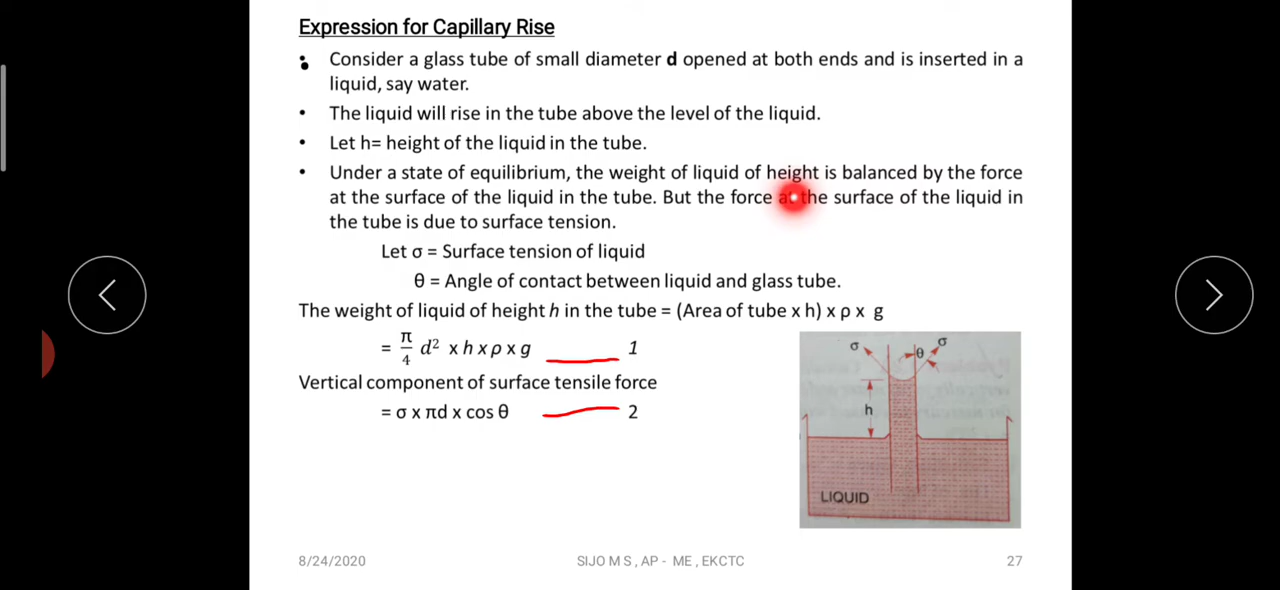 Expression for Capillary Rise
• Consider a glass tube of small diameter d opened at both ends and is inserted in a
liquid, say water.
• The liquid will rise in the tube above the level of the liquid.
• Let h= height of the liquid in the tube.
• Under a state of equilibrium, the weight of liquid of height is balanced by the force
at the surface of the liquid in the tube. But the force at the surface of the liquid in
the tube is due to surface tension.
Let σ = Surface tension of liquid
θ = Angle of contact between liquid and glass tube.
The weight of liquid of height h in the tube = (Area of tube x h) x ρ x g
= π/4 d² x h x ρ x g 1
Vertical component of surface tensile force
= σ x πd x cos θ 2
σ θ σ
h
LIQUID
8/24/2020 SIJO M S , AP - ME , EKCTC 27